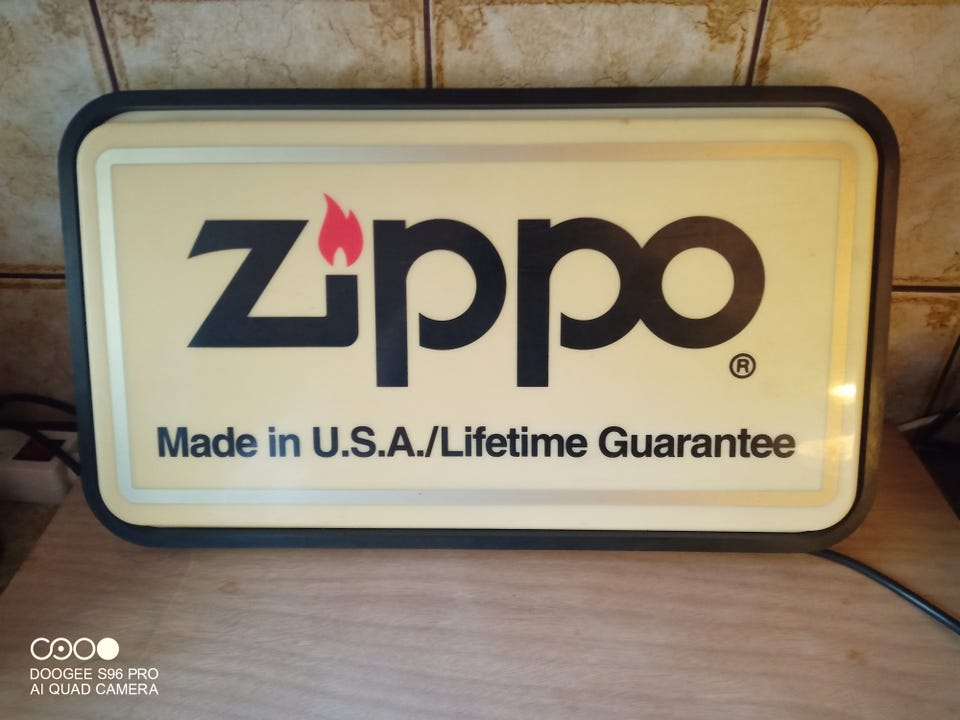 Zippo
®
Made in U.S.A./Lifetime Guarantee
DOOGEE S96 PRO
AI QUAD CAMERA